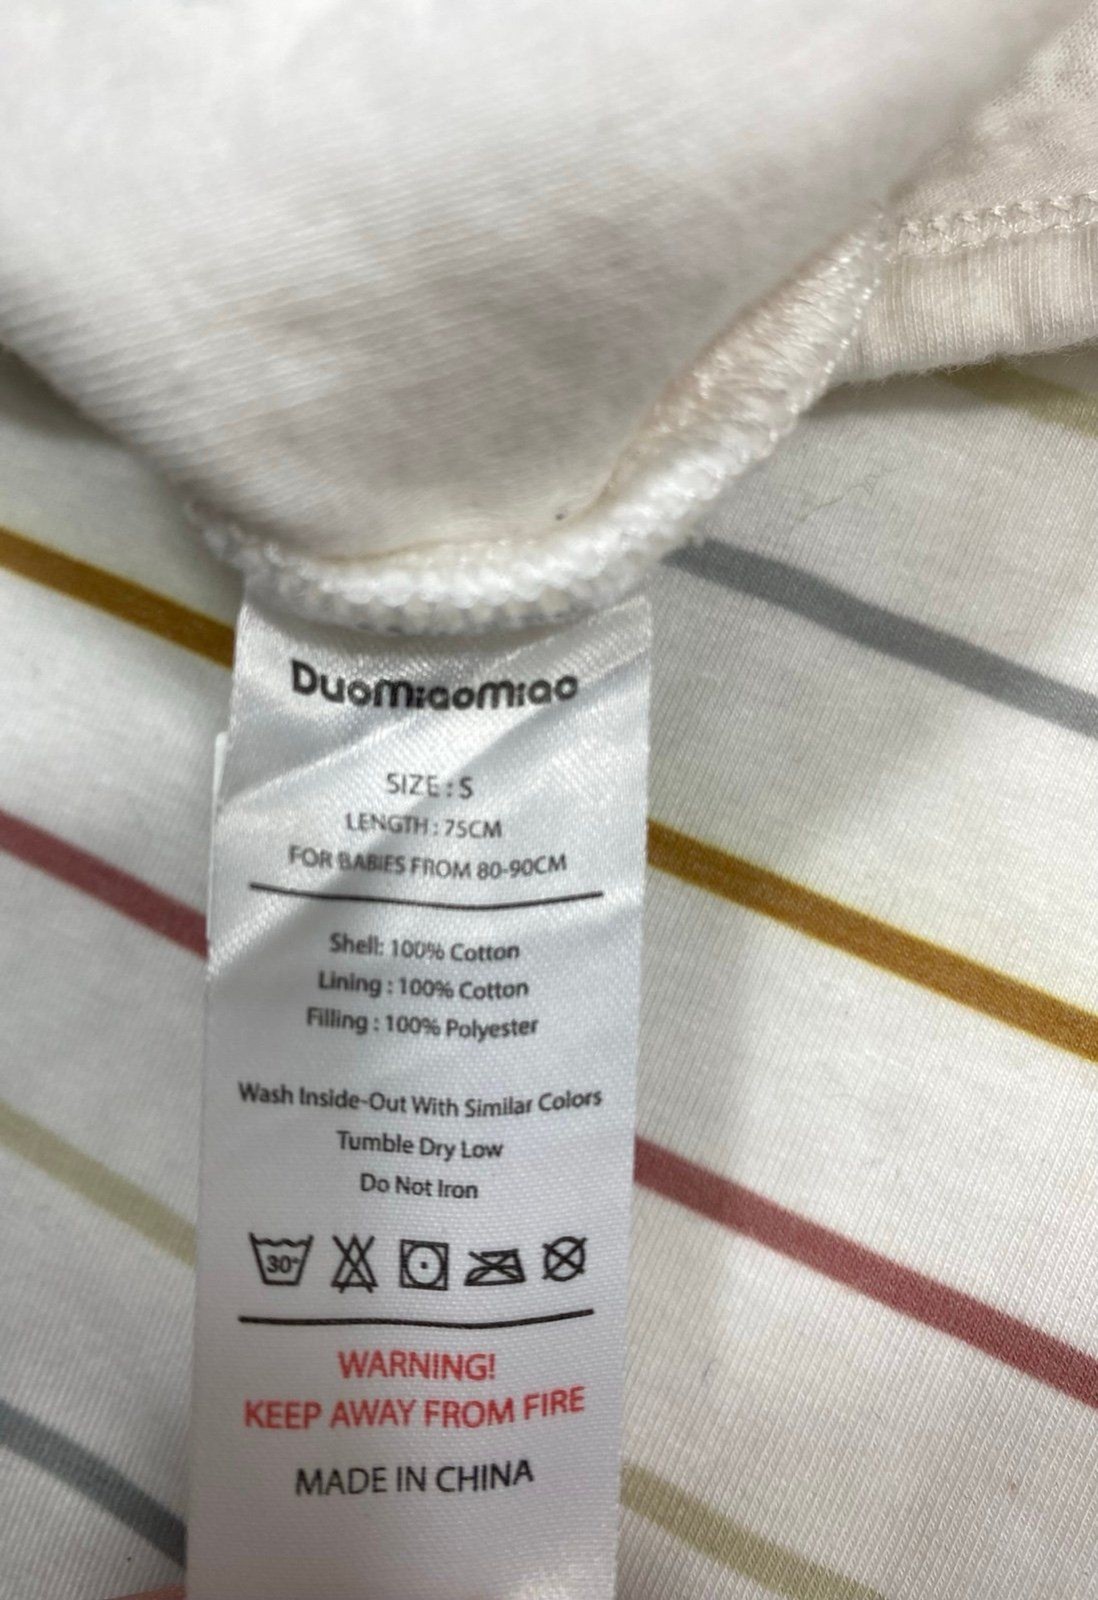 DuoMiaoMiao
SIZE : S
LENGTH : 75CM
FOR BABIES FROM 80-90CM
Shell: 100% Cotton
Lining : 100% Cotton
Filling : 100% Polyester
Wash Inside-Out With Similar Colors
Tumble Dry Low
Do Not Iron
30°
WARNING!
KEEP AWAY FROM FIRE
MADE IN CHINA